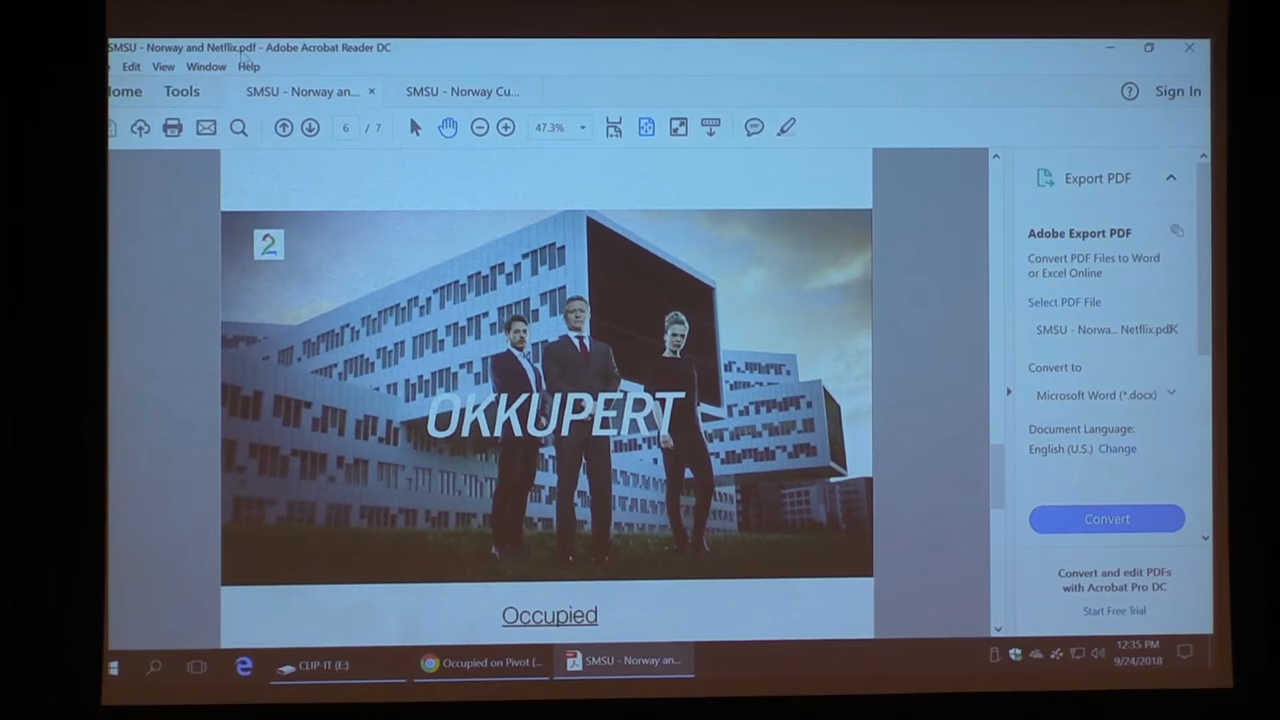 SMSU - Norway and Netflix.pdf - Adobe Acrobat Reader DC
Edit View Window Help
ome Tools SMSU - Norway an... × SMSU - Norway Cu... Sign In
6 / 7 47.3%
Export PDF
Adobe Export PDF
Convert PDF Files to Word
or Excel Online
Select PDF File
SMSU - Norwa... Netflix.pdf
Convert to
Microsoft Word (*.docx)
Document Language:
English (U.S.) Change
Convert
Convert and edit PDFs
with Acrobat Pro DC
Start Free Trial
2
OKKUPERT
Occupied
CLIP-IT (E:) Occupied on Pivot (... SMSU - Norway an... 12:35 PM
9/24/2018